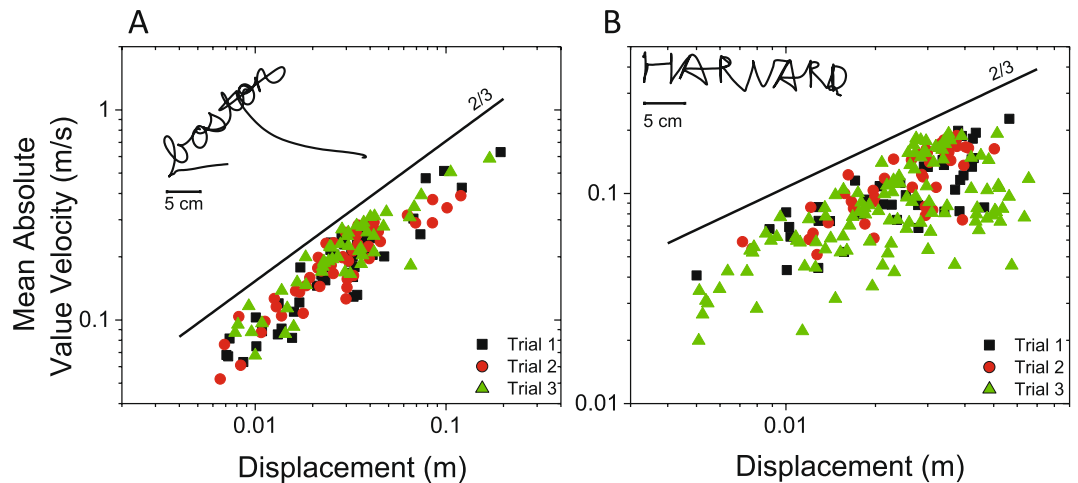 A
B
Boston
HARVARD
2/3
2/3
5 cm
5 cm
1
0.1
0.1
0.01
Mean Absolute
Value Velocity (m/s)
Trial 1
Trial 2
Trial 3
Trial 1
Trial 2
Trial 3
0.01
0.1
0.01
Displacement (m)
Displacement (m)